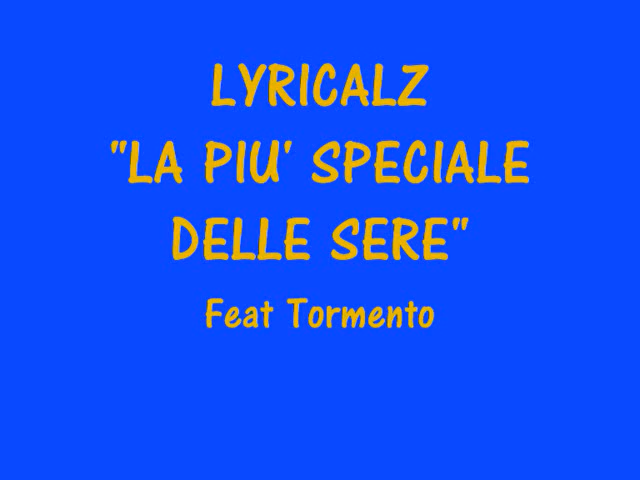 LYRICALZ
"LA PIU' SPECIALE
DELLE SERE"
Feat Tormento